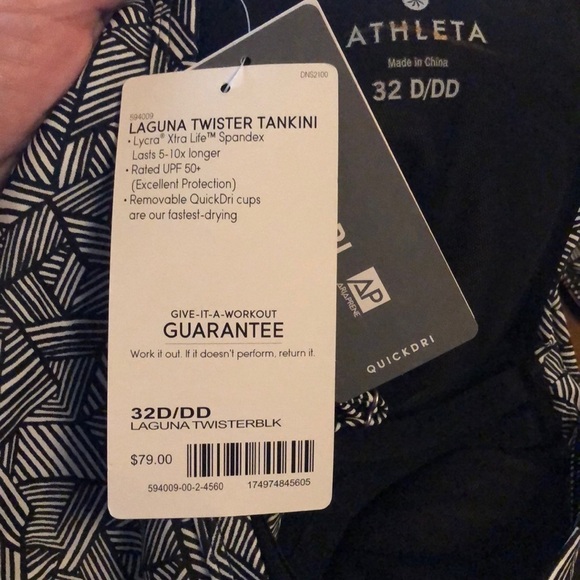 ATHLETA
Made in China
32 D/DD
DNS2100
594009
LAGUNA TWISTER TANKINI
• Lycra® Xtra Life™ Spandex
Lasts 5-10x longer
• Rated UPF 50+
(Excellent Protection)
• Removable QuickDri cups
are our fastest-drying
GIVE-IT-A-WORKOUT
GUARANTEE
Work it out. If it doesn't perform, return it.
32D/DD
LAGUNA TWISTERBLK
$79.00
594009-00-2-4560
174974845605
AP
ARIAPRENE
QUICKDRI